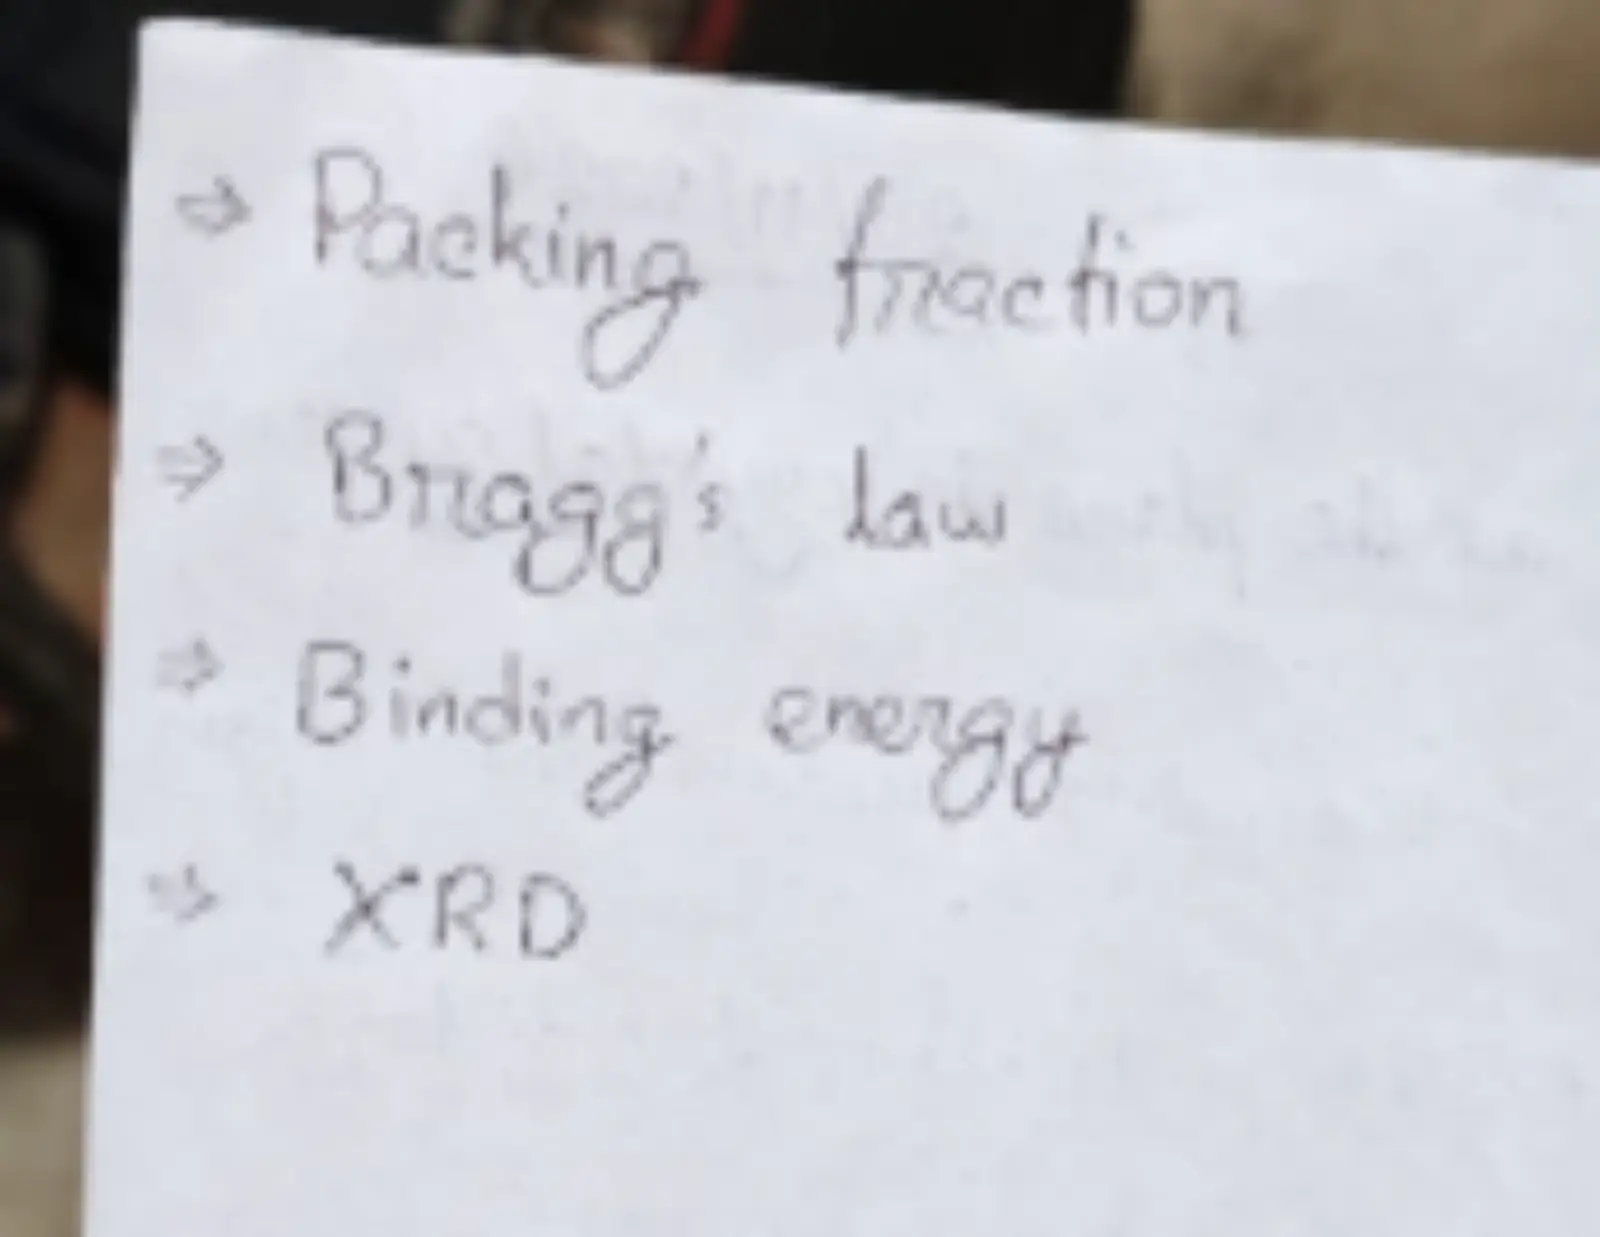 ⇒ Packing fraction
⇒ Bragg's law
⇒ Binding energy
⇒ XRD